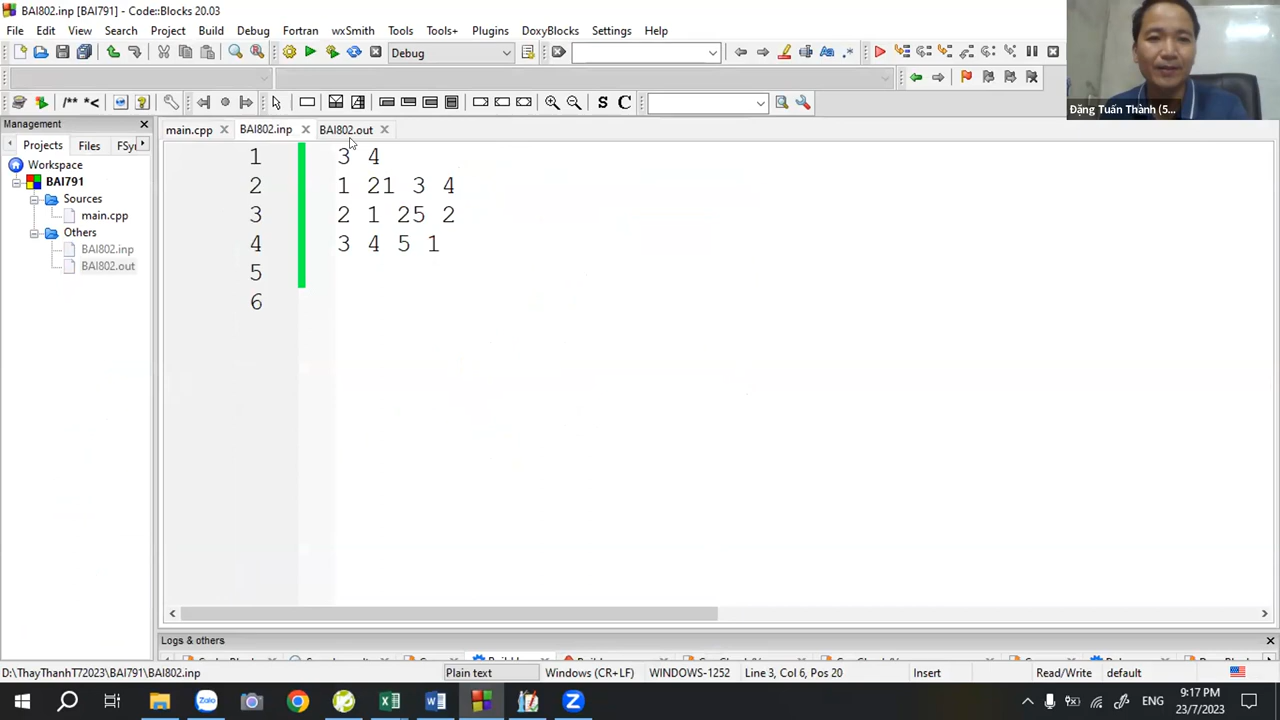 BAI802.inp [BAI791] - Code::Blocks 20.03
File Edit View Search Project Build Debug Fortran wxSmith Tools Tools+ Plugins DoxyBlocks Settings Help
Debug
/** *<
S C
Đặng Tuấn Thành (5...
Management
main.cpp BAI802.inp BAI802.out
Projects Files FSy
Workspace
BAI791
Sources
main.cpp
Others
BAI802.inp
BAI802.out
1 3 4
2 1 21 3 4
3 2 1 25 2
4 3 4 5 1
5
6
Logs & others
D:\ThayThanhT72023\BAI791\BAI802.inp Plain text Windows (CR+LF) WINDOWS-1252 Line 3, Col 6, Pos 20 Insert Read/Write default
ENG
9:17 PM
23/7/2023